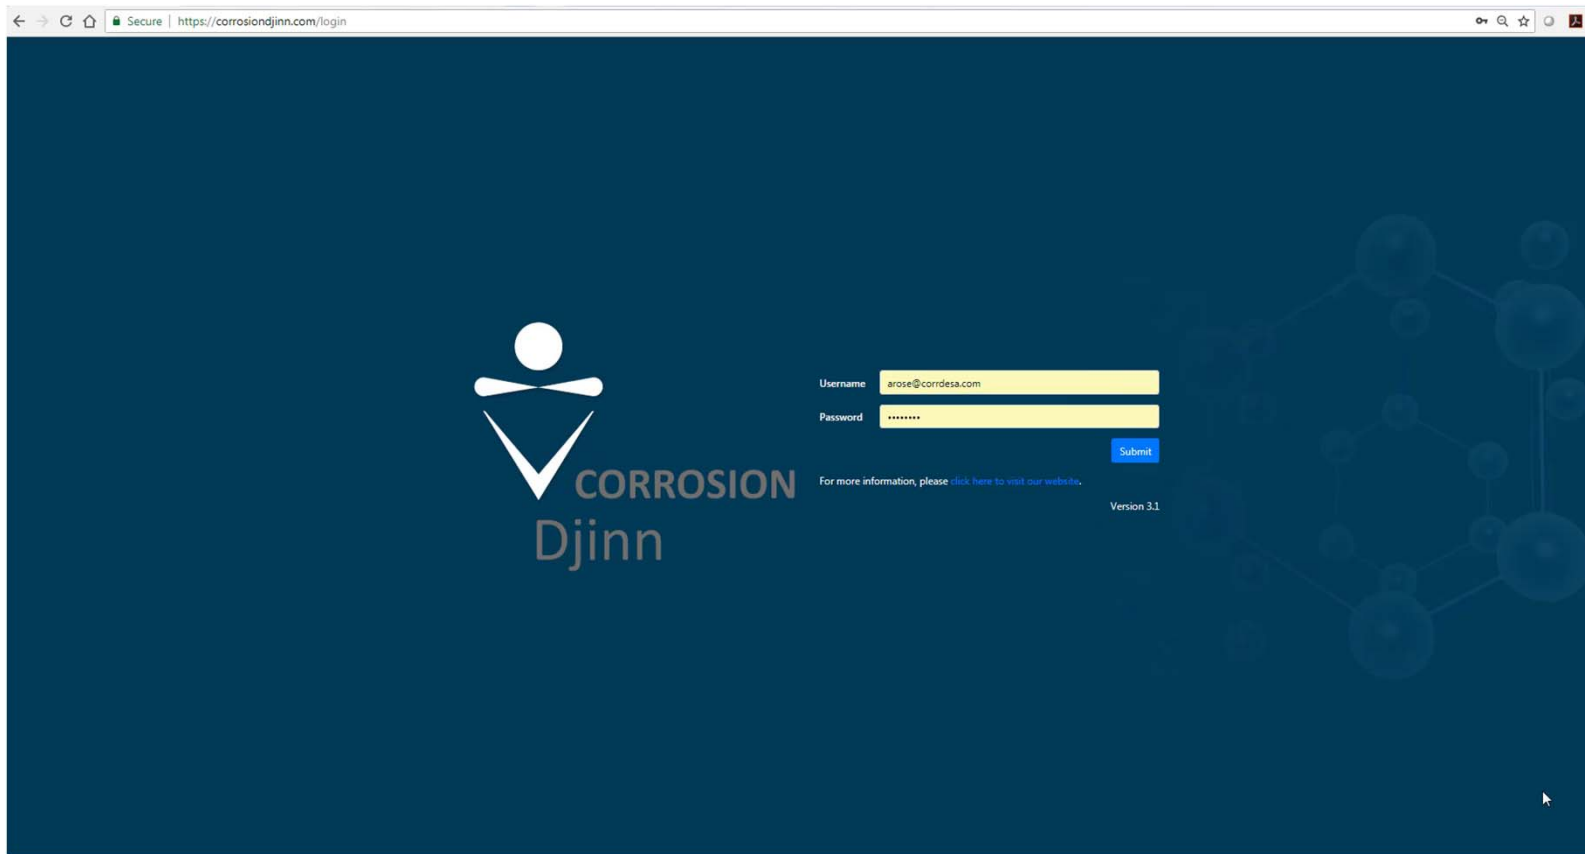 Secure | https://corrosiondjinn.com/login
Username arose@corrdesa.com
Password ••••••••
Submit
CORROSION
Djinn
For more information, please click here to visit our website.
Version 3.1